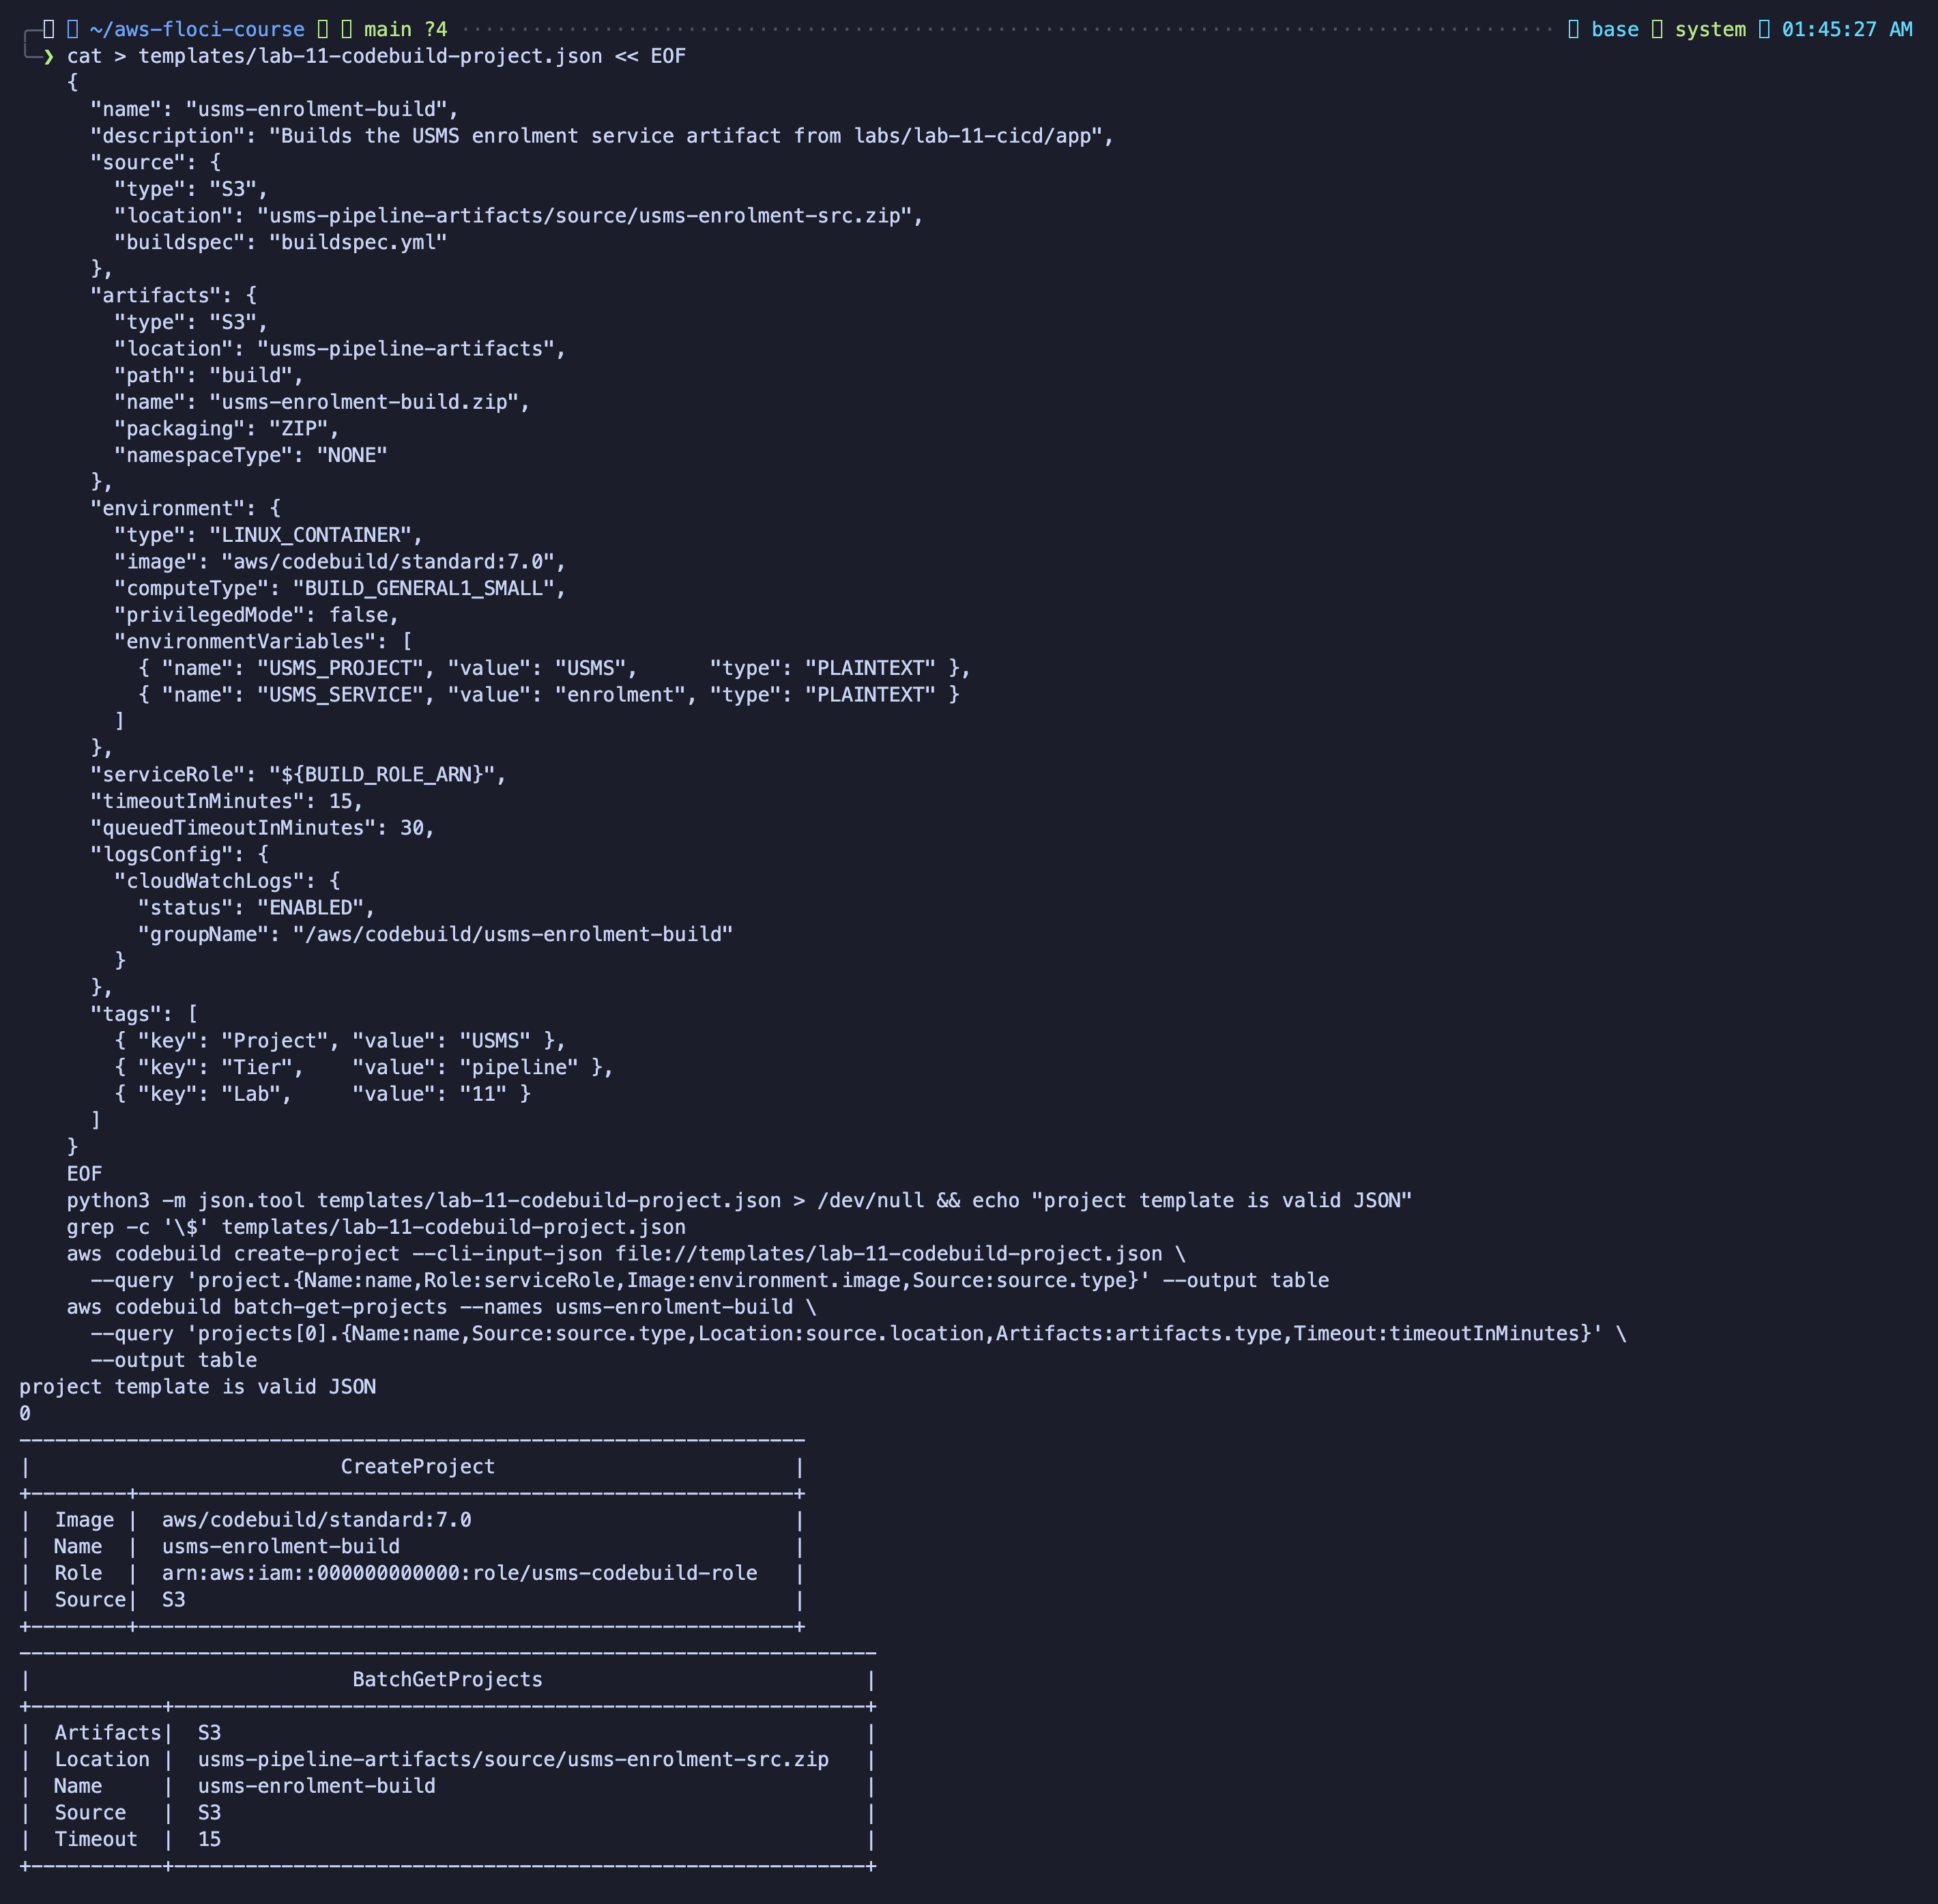 ~/aws-floci-course main ?4 base system 01:45:27 AM
❯ cat > templates/lab-11-codebuild-project.json << EOF
{
  "name": "usms-enrolment-build",
  "description": "Builds the USMS enrolment service artifact from labs/lab-11-cicd/app",
  "source": {
    "type": "S3",
    "location": "usms-pipeline-artifacts/source/usms-enrolment-src.zip",
    "buildspec": "buildspec.yml"
  },
  "artifacts": {
    "type": "S3",
    "location": "usms-pipeline-artifacts",
    "path": "build",
    "name": "usms-enrolment-build.zip",
    "packaging": "ZIP",
    "namespaceType": "NONE"
  },
  "environment": {
    "type": "LINUX_CONTAINER",
    "image": "aws/codebuild/standard:7.0",
    "computeType": "BUILD_GENERAL1_SMALL",
    "privilegedMode": false,
    "environmentVariables": [
      { "name": "USMS_PROJECT", "value": "USMS",      "type": "PLAINTEXT" },
      { "name": "USMS_SERVICE", "value": "enrolment", "type": "PLAINTEXT" }
    ]
  },
  "serviceRole": "${BUILD_ROLE_ARN}",
  "timeoutInMinutes": 15,
  "queuedTimeoutInMinutes": 30,
  "logsConfig": {
    "cloudWatchLogs": {
      "status": "ENABLED",
      "groupName": "/aws/codebuild/usms-enrolment-build"
    }
  },
  "tags": [
    { "key": "Project", "value": "USMS" },
    { "key": "Tier",    "value": "pipeline" },
    { "key": "Lab",     "value": "11" }
  ]
}
EOF
python3 -m json.tool templates/lab-11-codebuild-project.json > /dev/null && echo "project template is valid JSON"
grep -c '\$' templates/lab-11-codebuild-project.json
aws codebuild create-project --cli-input-json file://templates/lab-11-codebuild-project.json \
  --query 'project.{Name:name,Role:serviceRole,Image:environment.image,Source:source.type}' --output table
aws codebuild batch-get-projects --names usms-enrolment-build \
  --query 'projects[0].{Name:name,Source:source.type,Location:source.location,Artifacts:artifacts.type,Timeout:timeoutInMinutes}' \
  --output table
project template is valid JSON
0
------------------------------------------------------------------
|                          CreateProject                         |
+--------+-------------------------------------------------------+
|  Image |  aws/codebuild/standard:7.0                           |
|  Name  |  usms-enrolment-build                                 |
|  Role  |  arn:aws:iam::000000000000:role/usms-codebuild-role   |
|  Source|  S3                                                   |
+--------+-------------------------------------------------------+
------------------------------------------------------------------------
|                           BatchGetProjects                           |
+-----------+----------------------------------------------------------+
|  Artifacts|  S3                                                      |
|  Location |  usms-pipeline-artifacts/source/usms-enrolment-src.zip   |
|  Name     |  usms-enrolment-build                                    |
|  Source   |  S3                                                      |
|  Timeout  |  15                                                      |
+-----------+----------------------------------------------------------+